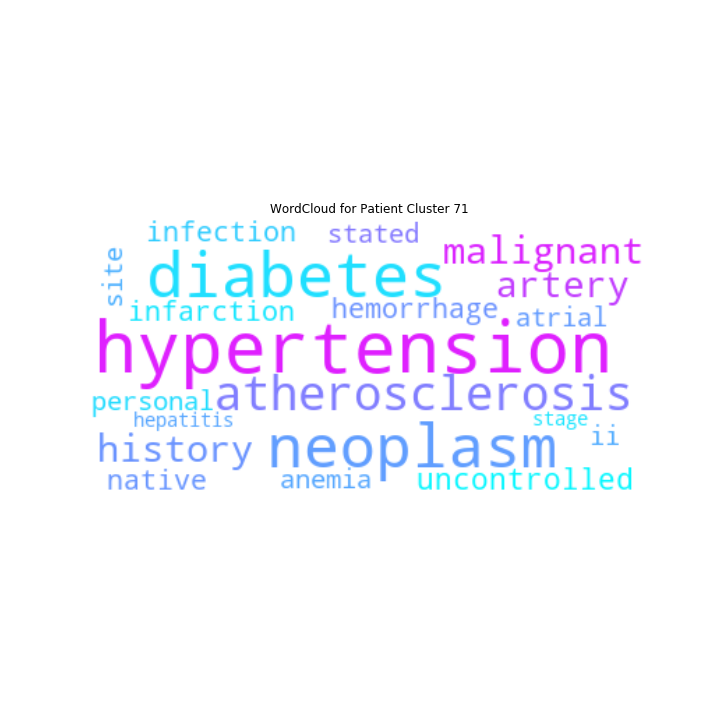 WordCloud for Patient Cluster 71
infection
stated
malignant
site
diabetes
artery
infarction
hemorrhage
atrial
hypertension
atherosclerosis
personal
hepatitis
stage
ii
history
neoplasm
native
anemia
uncontrolled